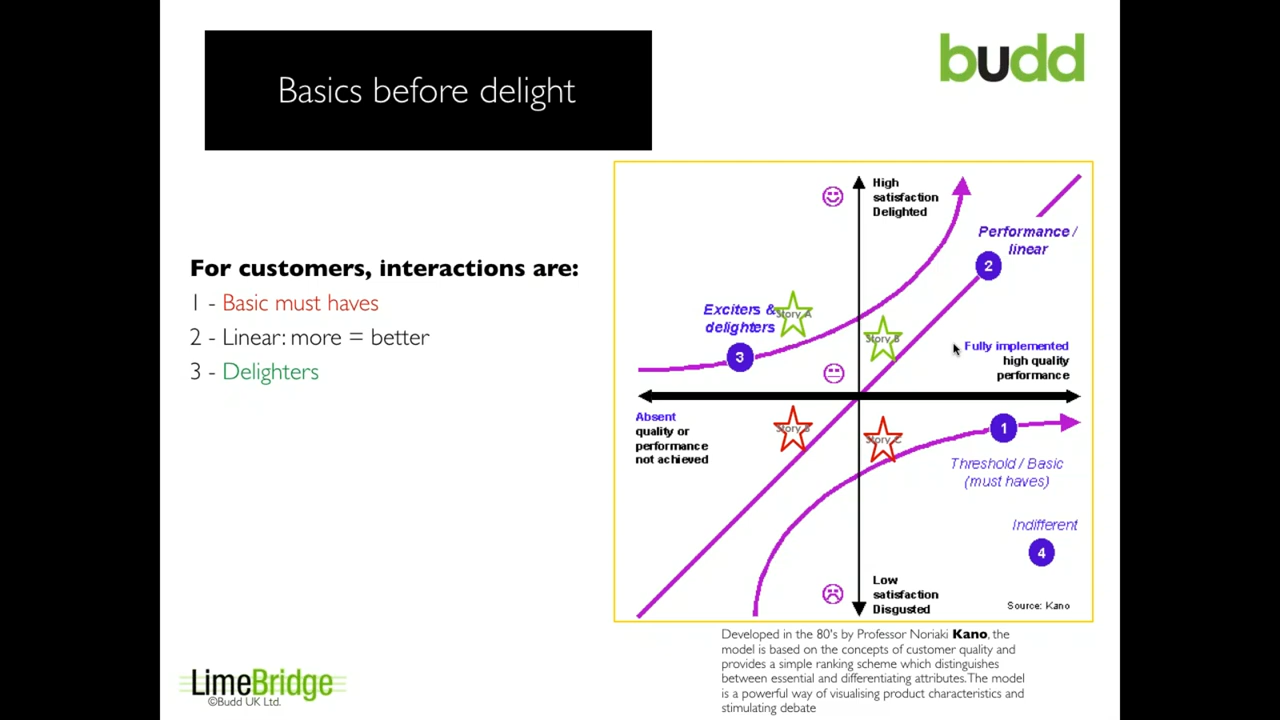 Basics before delight
budd
For customers, interactions are:
1 - Basic must haves
2 - Linear: more = better
3 - Delighters
High
satisfaction
Delighted
Performance /
linear
2
Exciters &
delighters
3
Story A
Story B
Fully implemented
high quality
performance
Absent
quality or
performance
not achieved
Story C
1
Threshold / Basic
(must haves)
Indifferent
4
Low
satisfaction
Disgusted
Source: Kano
Developed in the 80's by Professor Noriaki Kano, the
model is based on the concepts of customer quality and
provides a simple ranking scheme which distinguishes
between essential and differentiating attributes. The model
is a powerful way of visualising product characteristics and
stimulating debate
LimeBridge
©Budd UK Ltd.